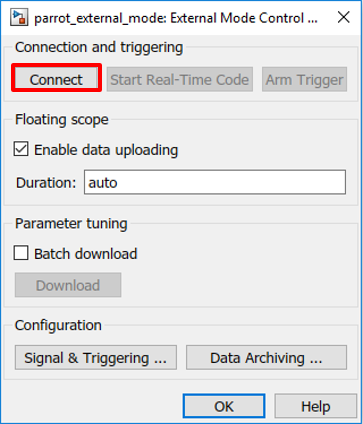 parrot_external_mode: External Mode Control ...
Connection and triggering
Connect Start Real-Time Code Arm Trigger
Floating scope
Enable data uploading
Duration: auto
Parameter tuning
Batch download
Download
Configuration
Signal & Triggering ... Data Archiving ...
OK Help